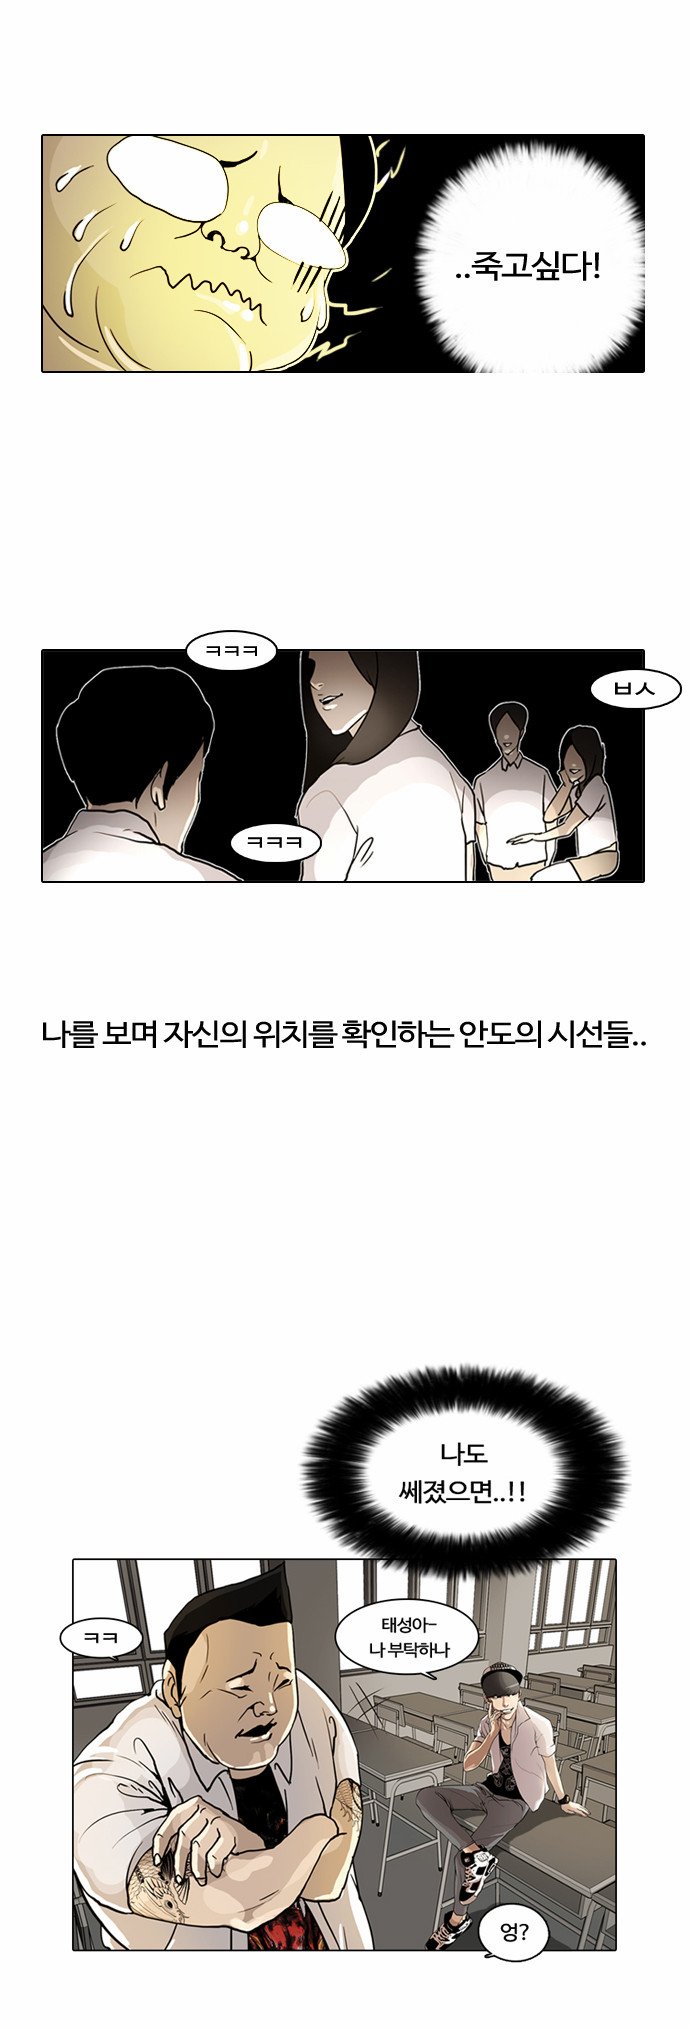 ..죽고싶다!
ㅋㅋㅋ
ㅂㅅ
ㅋㅋㅋ
나를 보며 자신의 위치를 확인하는 안도의 시선들..
나도
쎄졌으면..!!
태성아~
나 부탁하나
ㅋㅋ
엉?